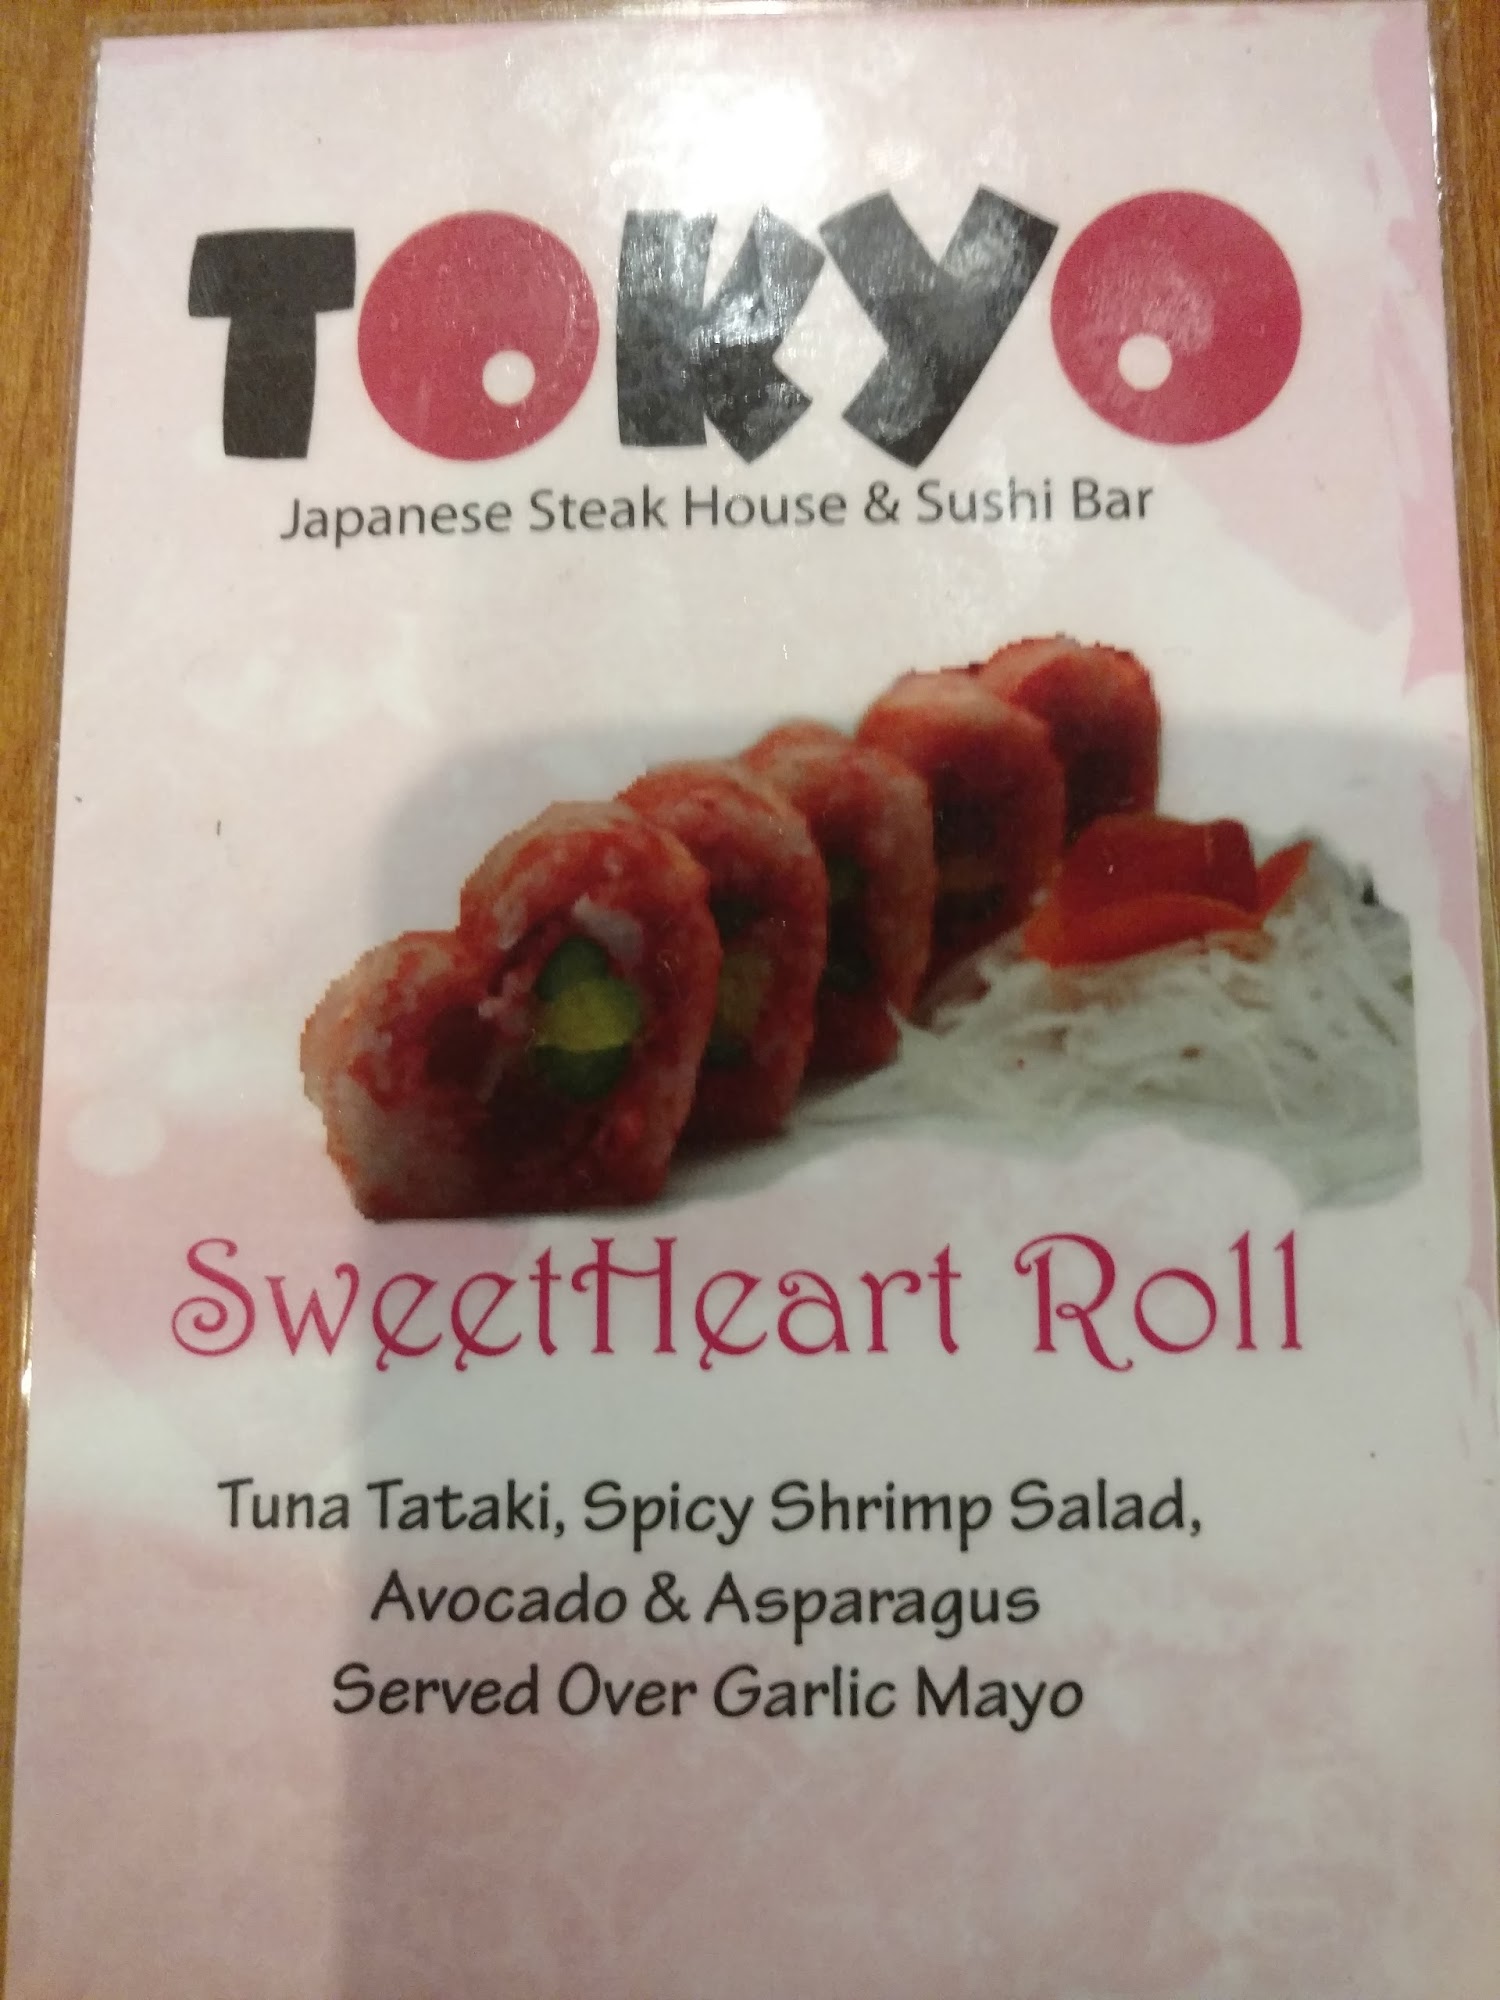 TOKYO
Japanese Steak House & Sushi Bar
SweetHeart Roll
Tuna Tataki, Spicy Shrimp Salad,
Avocado & Asparagus
Served Over Garlic Mayo